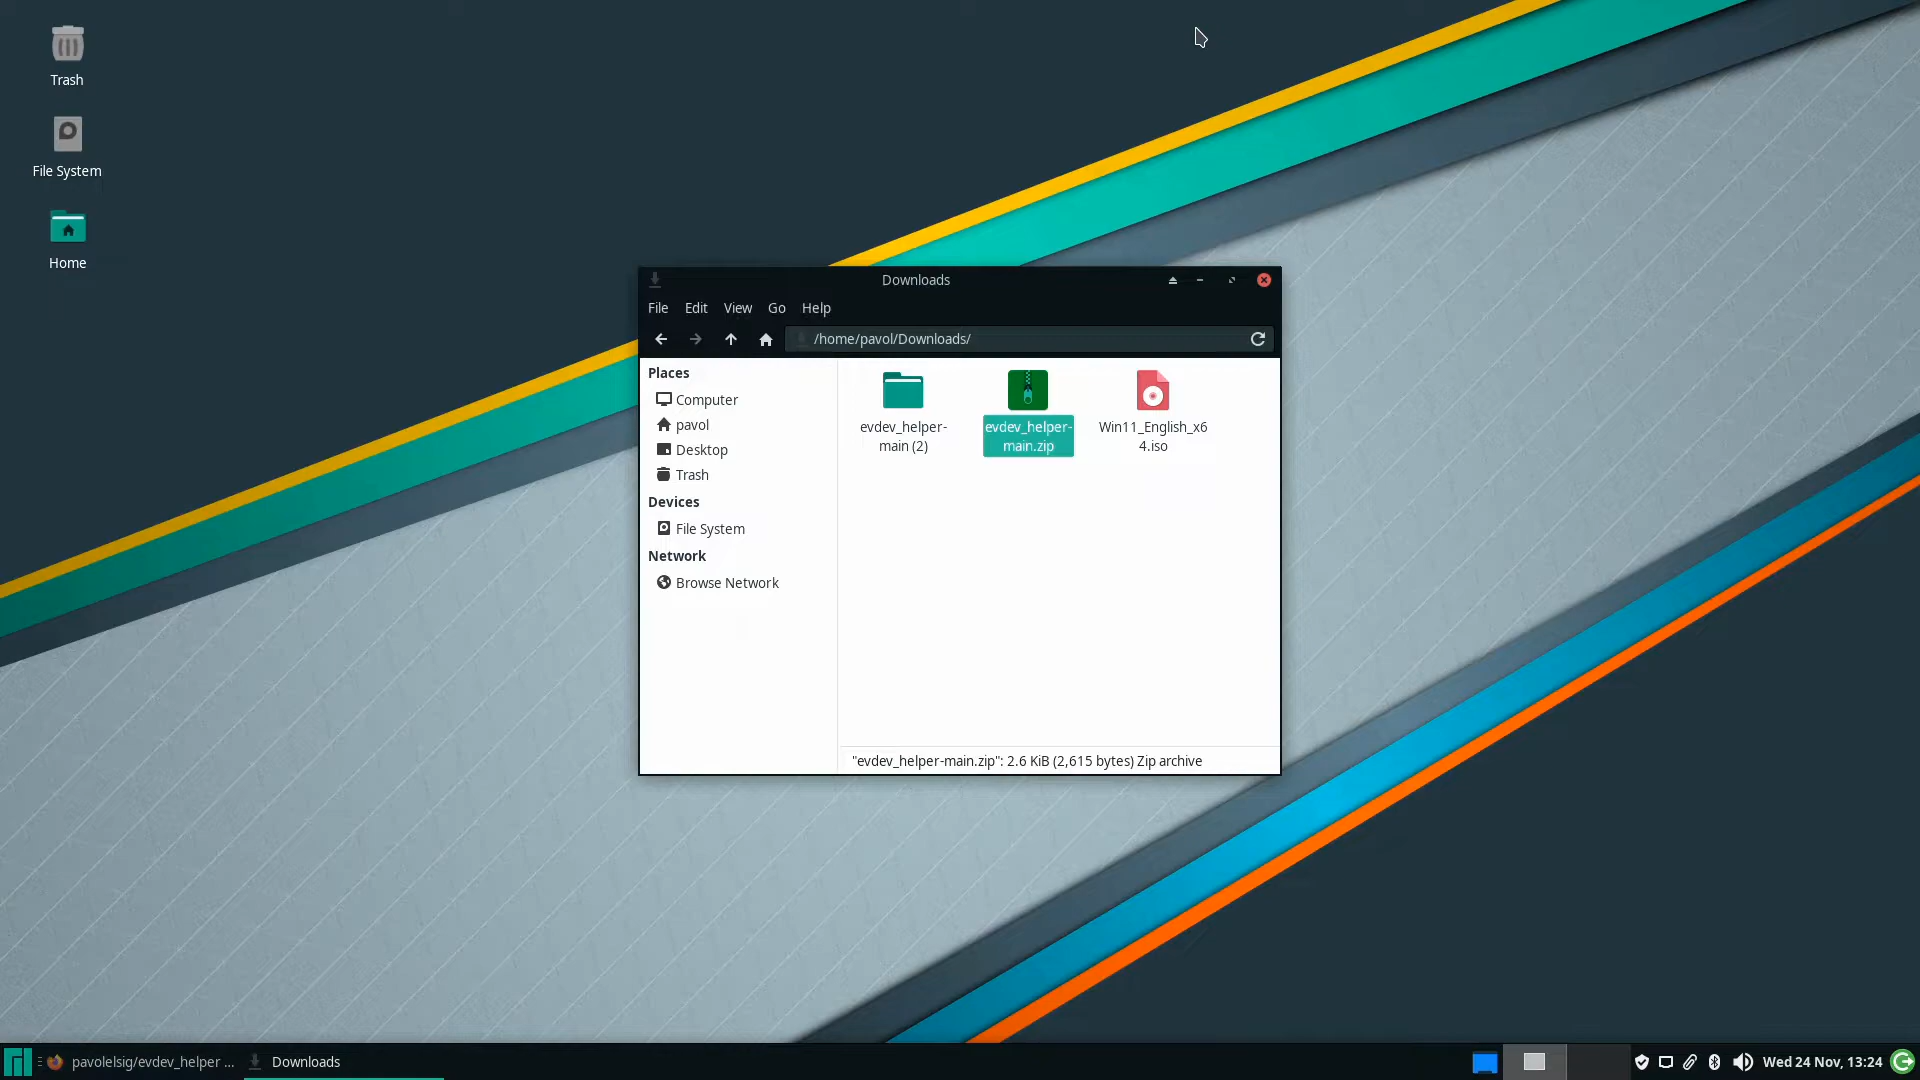 Trash
File System
Home
Downloads
File Edit View Go Help
/home/pavol/Downloads/
Places
Computer
pavol
Desktop
Trash
Devices
File System
Network
Browse Network
evdev_helper-
main (2)
evdev_helper-
main.zip
Win11_English_x6
4.iso
"evdev_helper-main.zip": 2.6 KiB (2,615 bytes) Zip archive
pavolelsig/evdev_helper ...
Downloads
Wed 24 Nov, 13:24